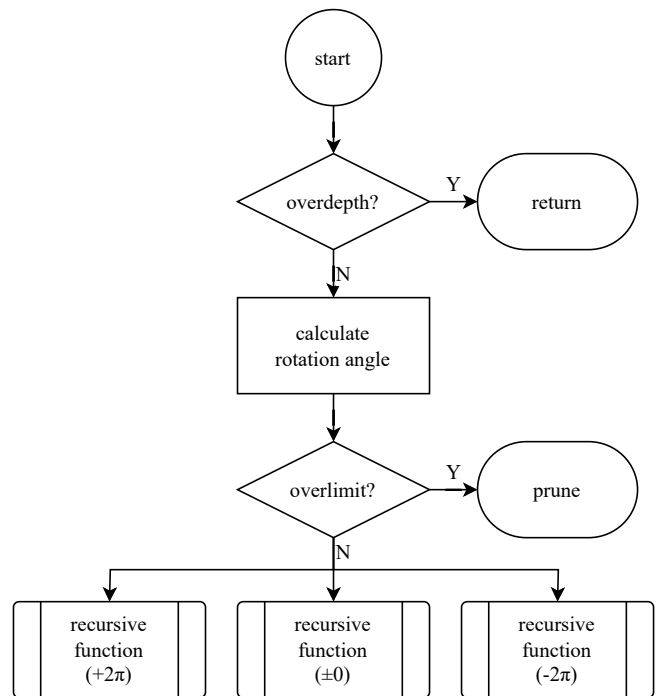 start
overdepth?
Y
return
N
calculate
rotation angle
overlimit?
Y
prune
N
recursive
function
(+2π)
recursive
function
(±0)
recursive
function
(-2π)